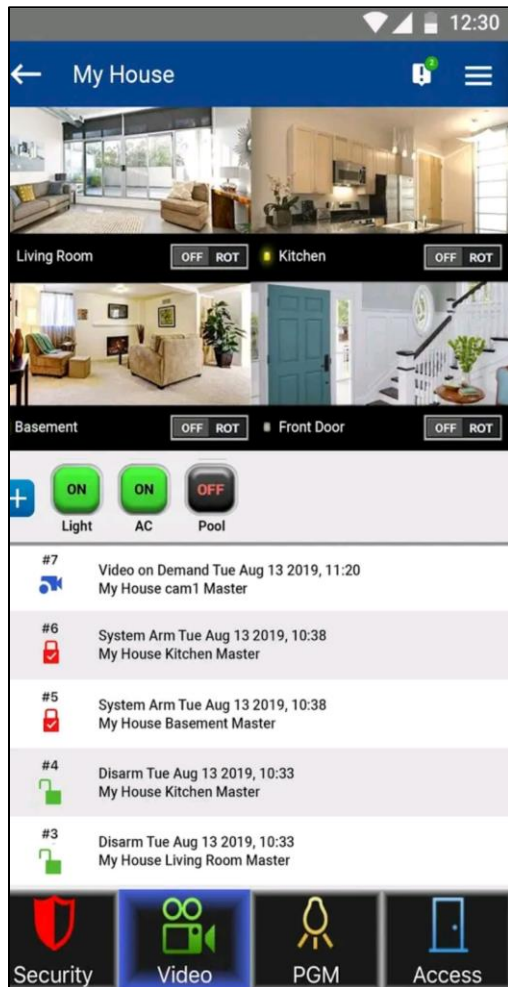 12:30
My House
2
Living Room OFF ROT Kitchen OFF ROT
Basement OFF ROT Front Door OFF ROT
ON ON OFF
Light AC Pool
#7
Video on Demand Tue Aug 13 2019, 11:20
My House cam1 Master
#6
System Arm Tue Aug 13 2019, 10:38
My House Kitchen Master
#5
System Arm Tue Aug 13 2019, 10:38
My House Basement Master
#4
Disarm Tue Aug 13 2019, 10:33
My House Kitchen Master
#3
Disarm Tue Aug 13 2019, 10:33
My House Living Room Master
Security Video PGM Access